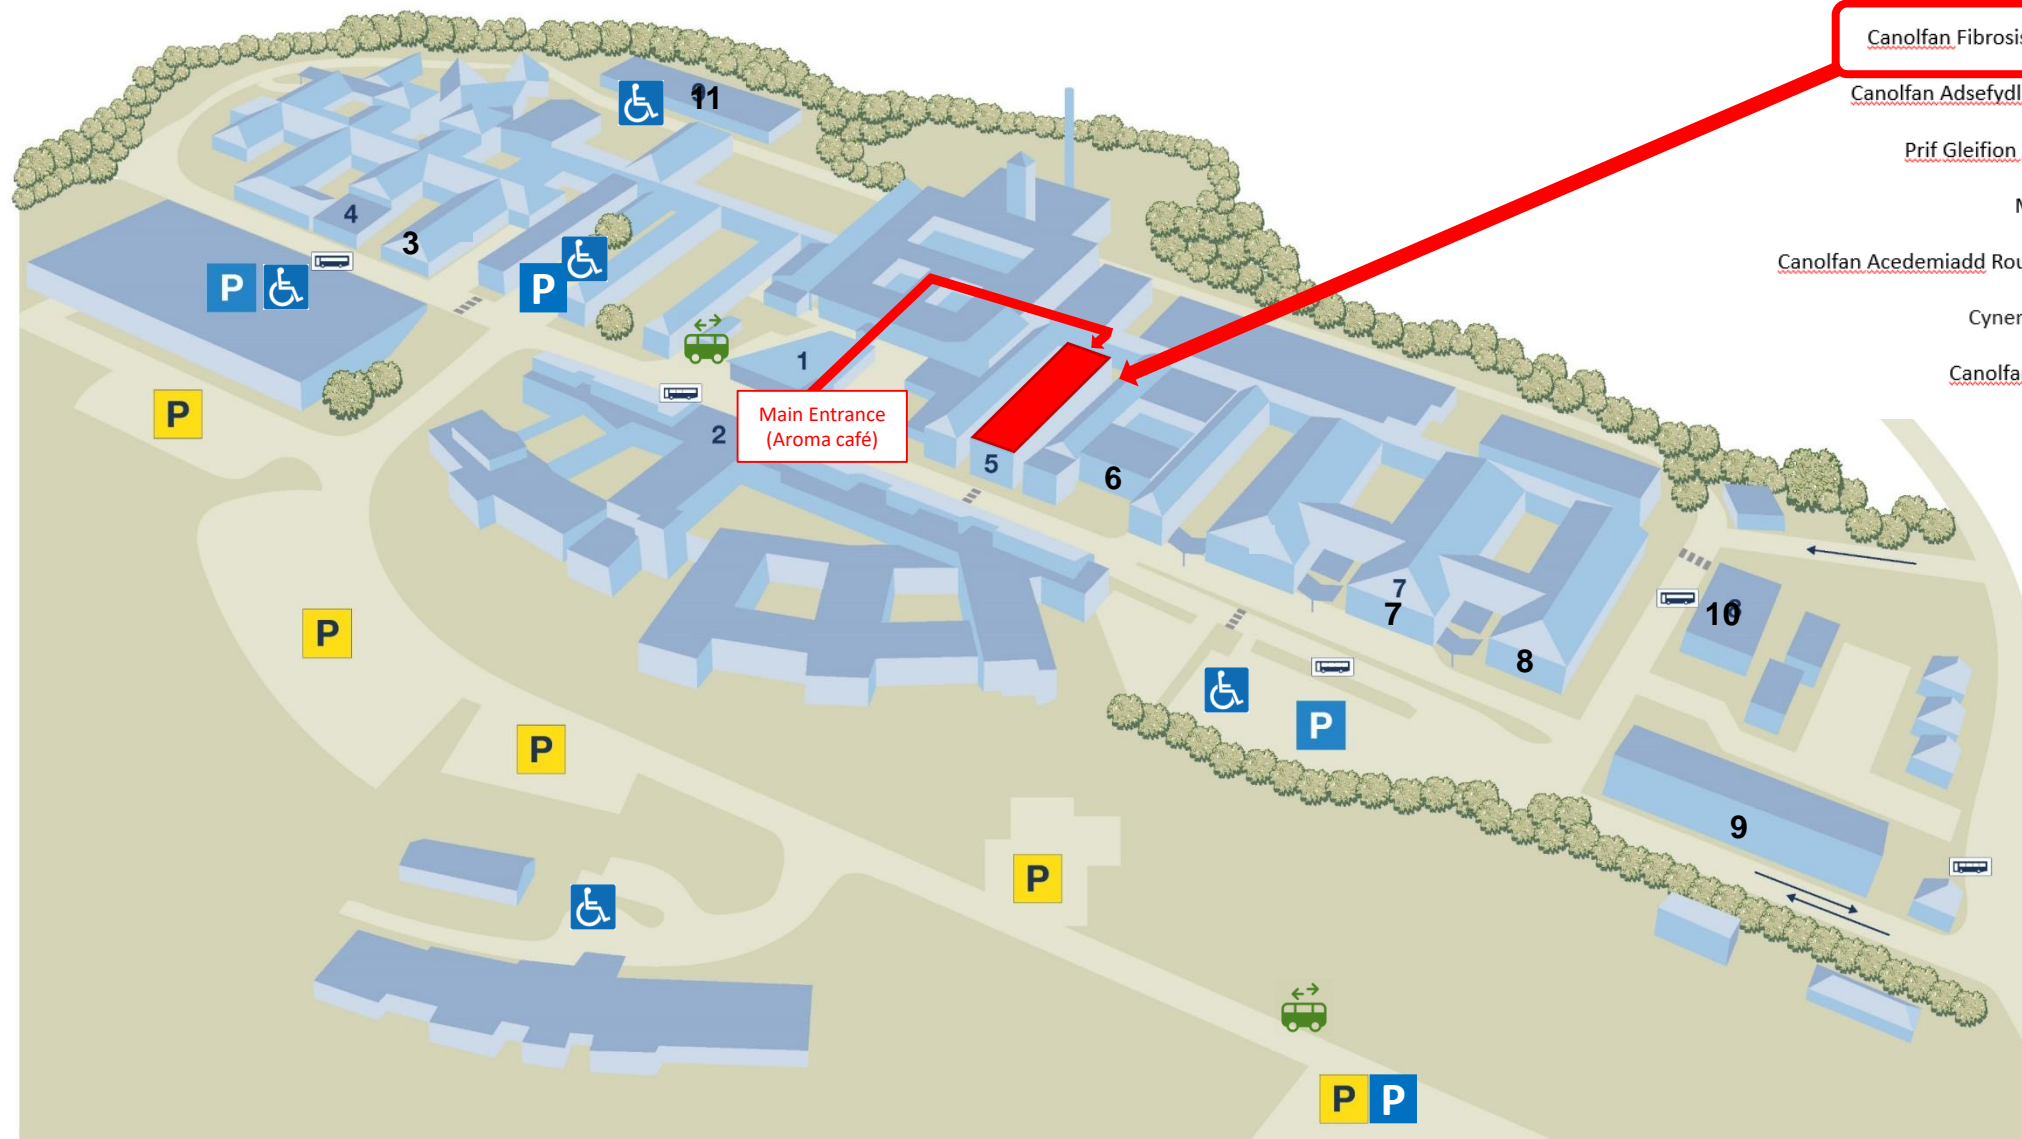 Canolfan Fibrosis
Canolfan Adsefydl
Prif Gleifion
M
Canolfan Acedemiadd Rou
Cyner
Canolfa
11
4
3
P
P
1
Main Entrance
(Aroma café)
P
2
5
6
7
7
8
10
P
P
P
9
P
P P